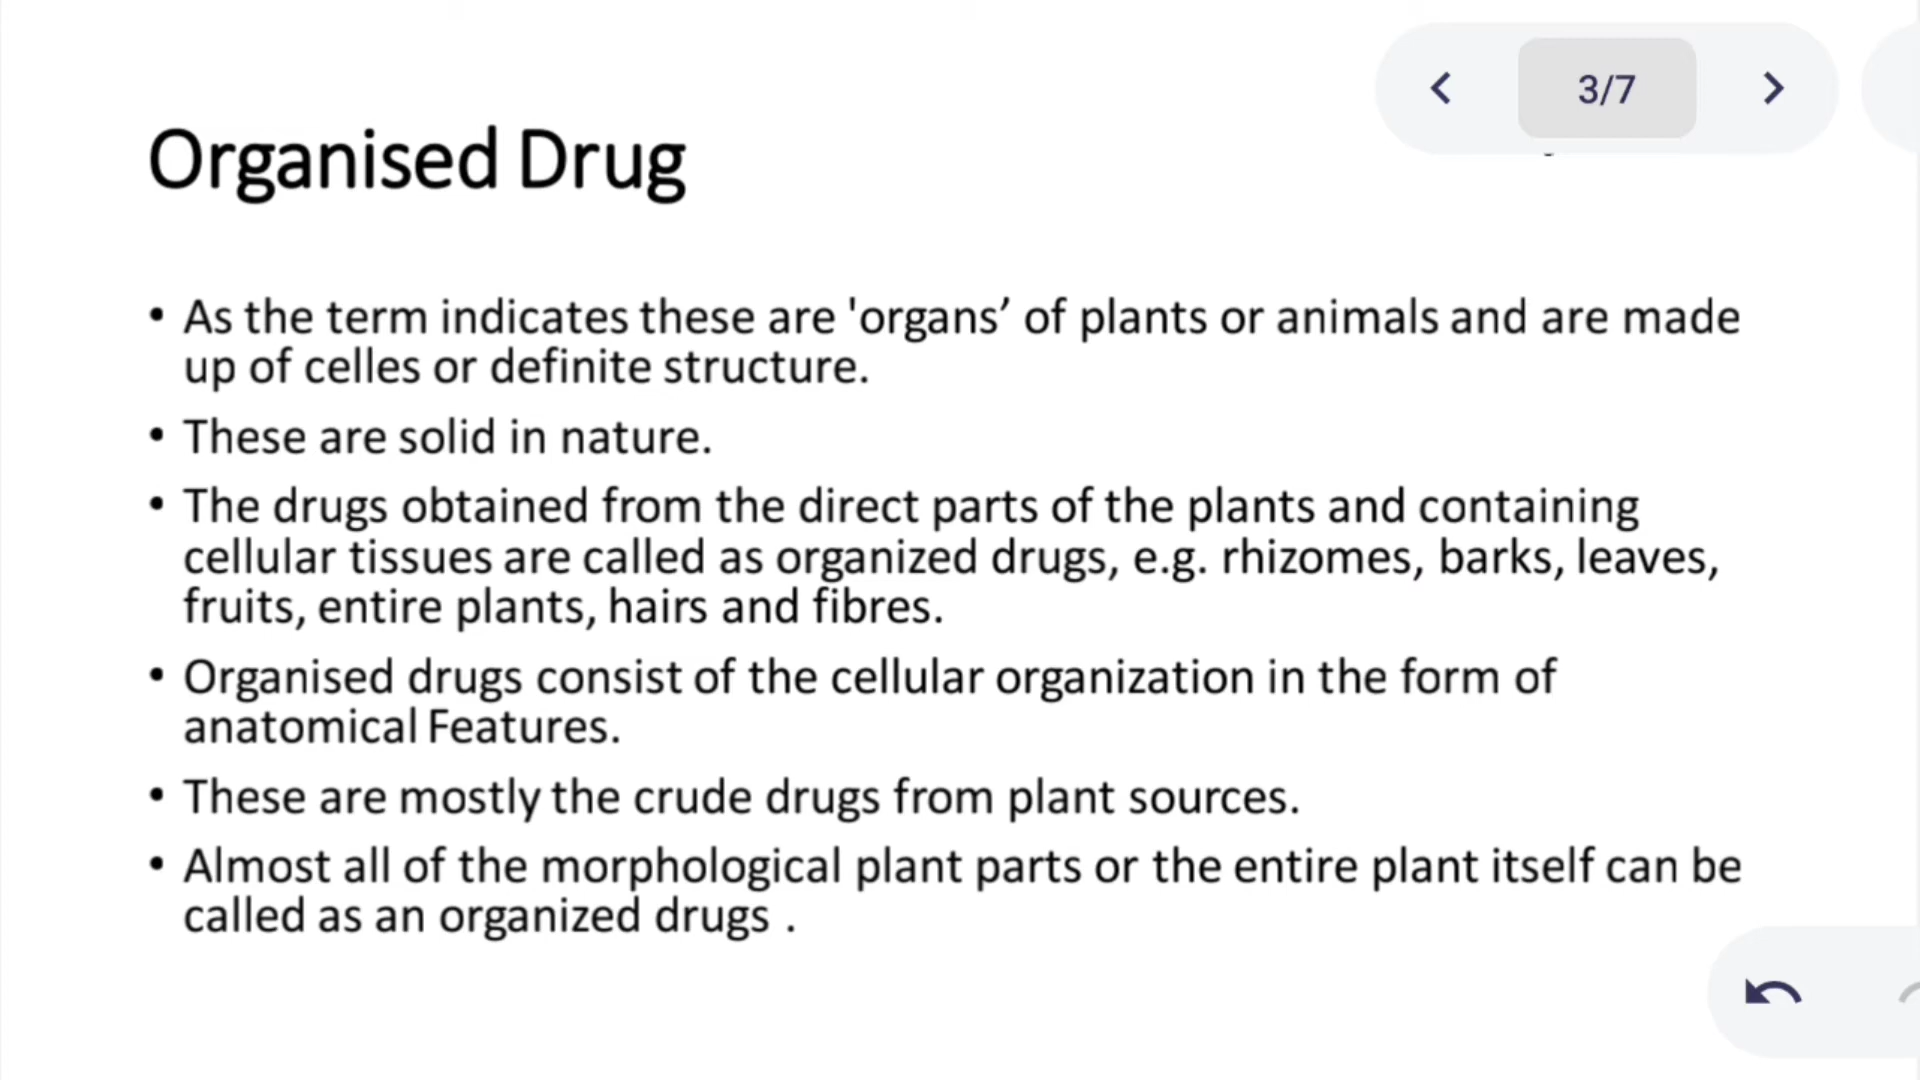 3/7
Organised Drug
• As the term indicates these are 'organs’ of plants or animals and are made
up of celles or definite structure.
• These are solid in nature.
• The drugs obtained from the direct parts of the plants and containing
cellular tissues are called as organized drugs, e.g. rhizomes, barks, leaves,
fruits, entire plants, hairs and fibres.
• Organised drugs consist of the cellular organization in the form of
anatomical Features.
• These are mostly the crude drugs from plant sources.
• Almost all of the morphological plant parts or the entire plant itself can be
called as an organized drugs .